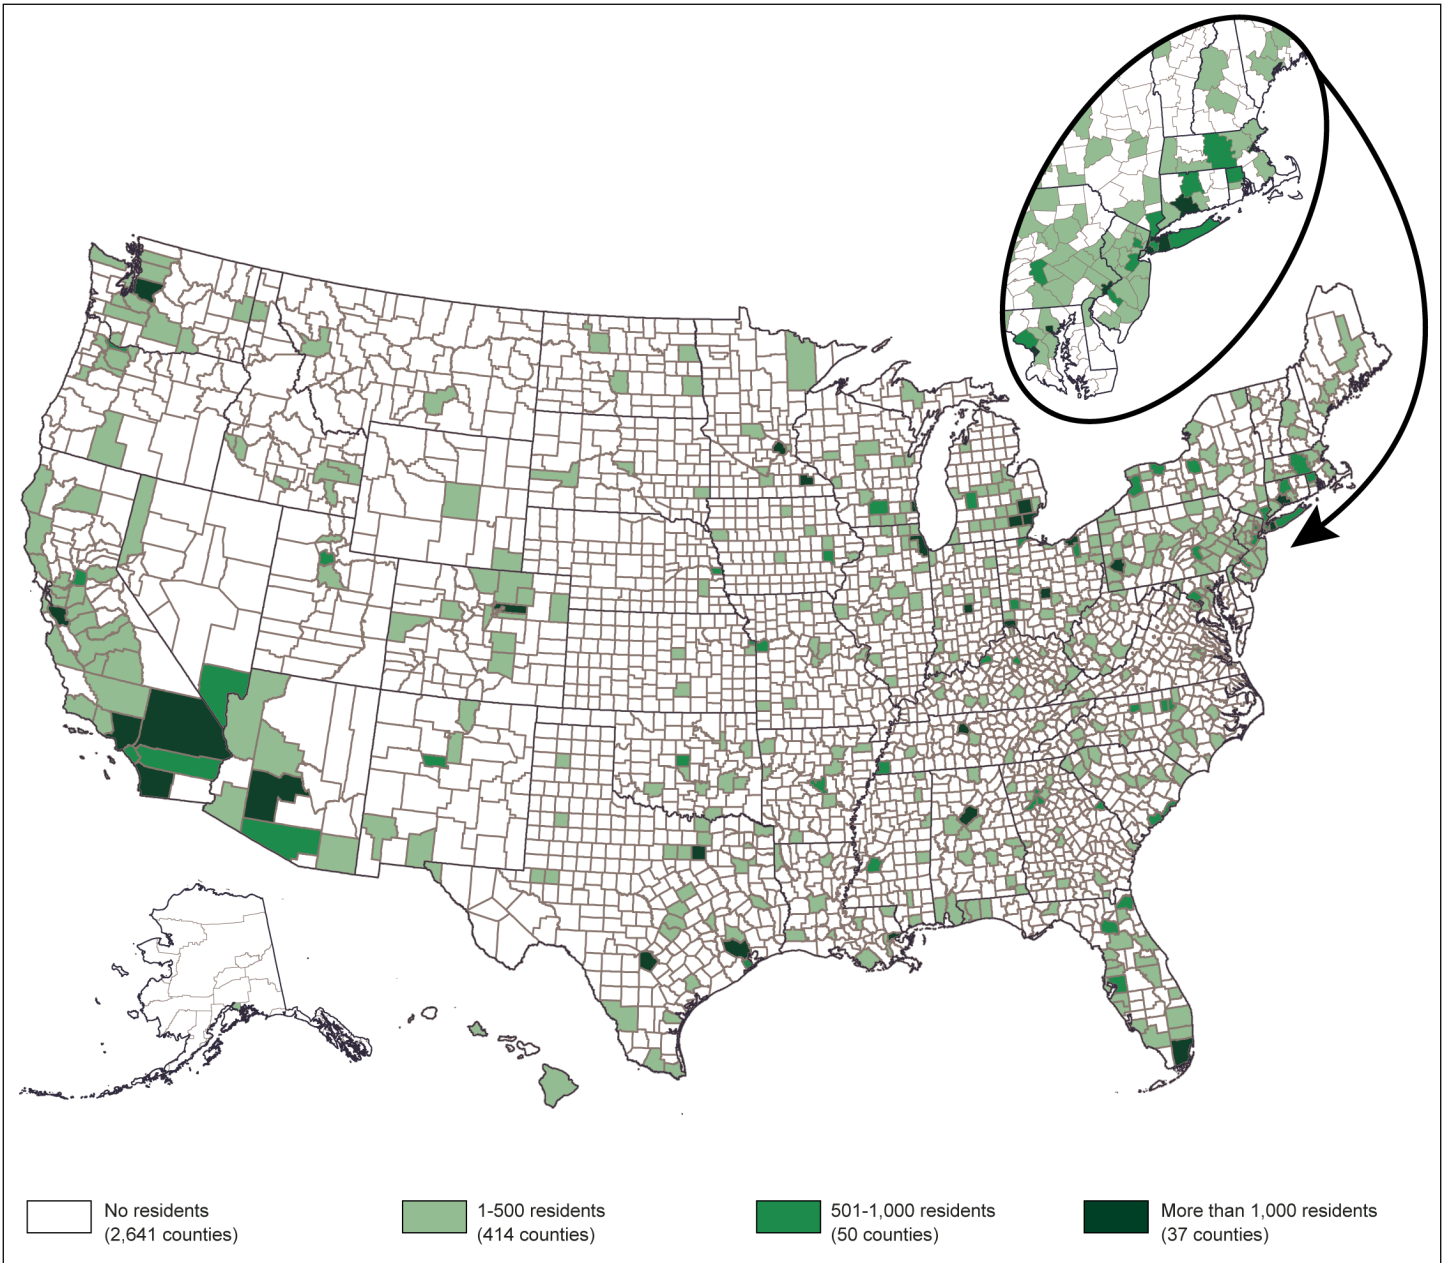 No residents
(2,641 counties)
1-500 residents
(414 counties)
501-1,000 residents
(50 counties)
More than 1,000 residents
(37 counties)